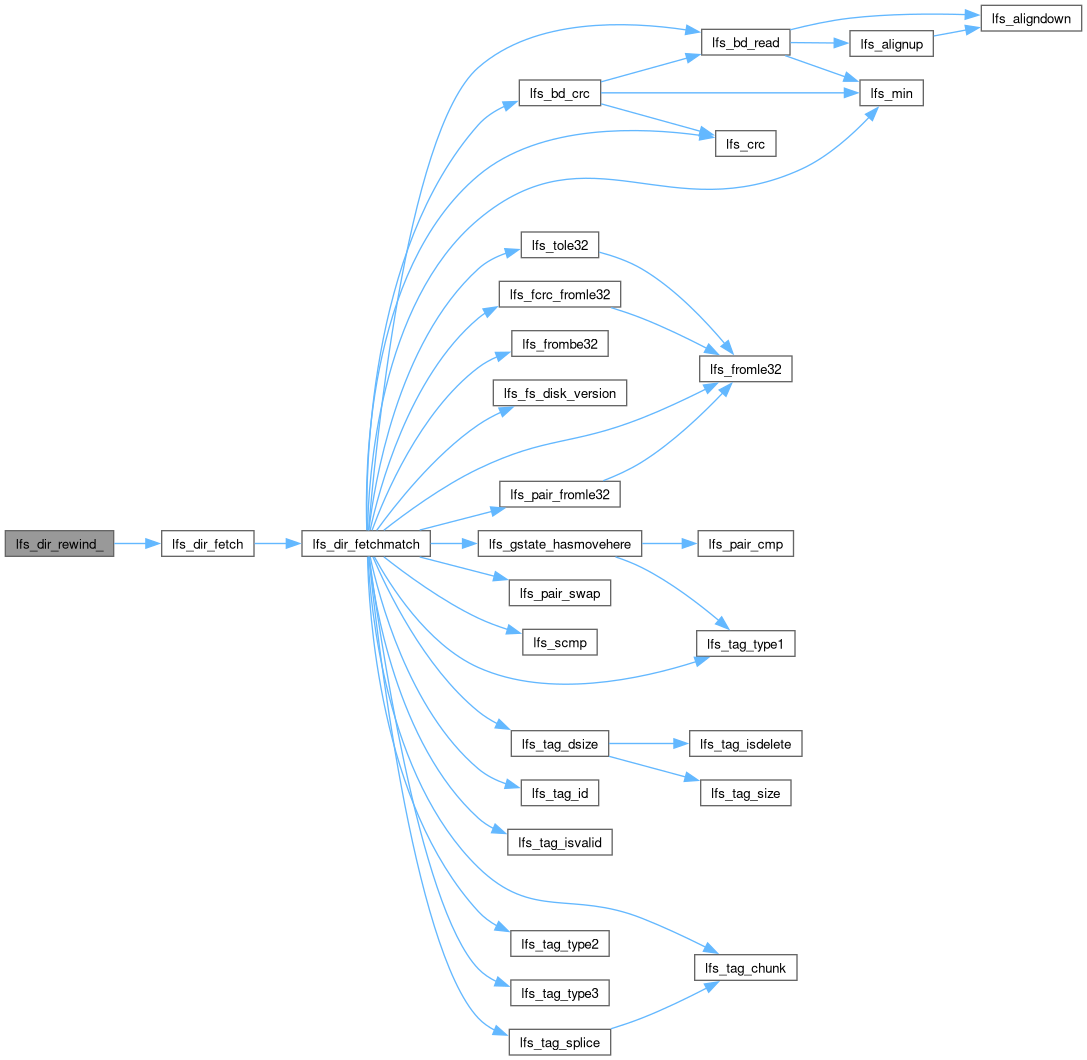 lfs_aligndown
lfs_bd_read
lfs_alignup
lfs_bd_crc
lfs_min
lfs_crc
lfs_tole32
lfs_fcrc_fromle32
lfs_frombe32
lfs_fromle32
lfs_fs_disk_version
lfs_pair_fromle32
lfs_dir_rewind_
lfs_dir_fetch
lfs_dir_fetchmatch
lfs_gstate_hasmovehere
lfs_pair_cmp
lfs_pair_swap
lfs_scmp
lfs_tag_type1
lfs_tag_dsize
lfs_tag_isdelete
lfs_tag_id
lfs_tag_size
lfs_tag_isvalid
lfs_tag_type2
lfs_tag_chunk
lfs_tag_type3
lfs_tag_splice